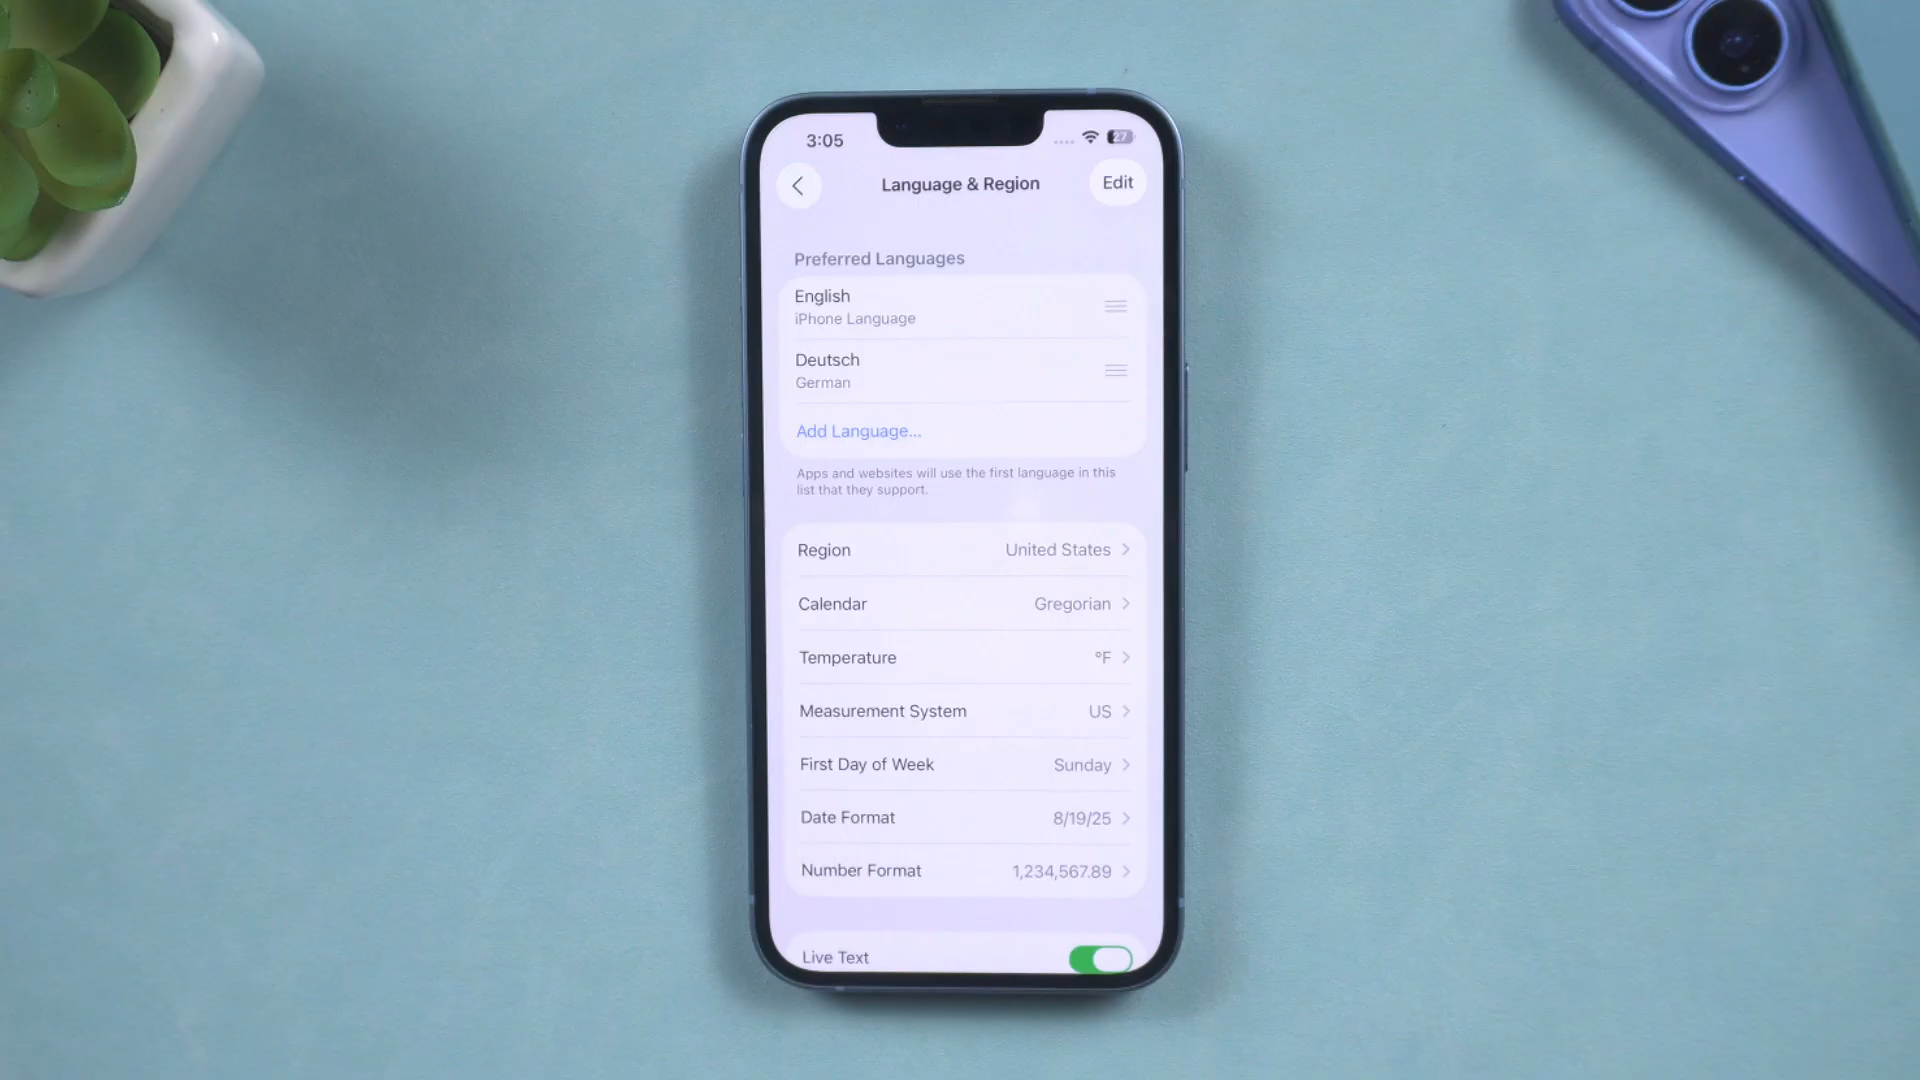 3:05
27
Language & Region
Edit
Preferred Languages
English
iPhone Language
Deutsch
German
Add Language...
Apps and websites will use the first language in this
list that they support.
Region United States
Calendar Gregorian
Temperature °F
Measurement System US
First Day of Week Sunday
Date Format 8/19/25
Number Format 1,234,567.89
Live Text